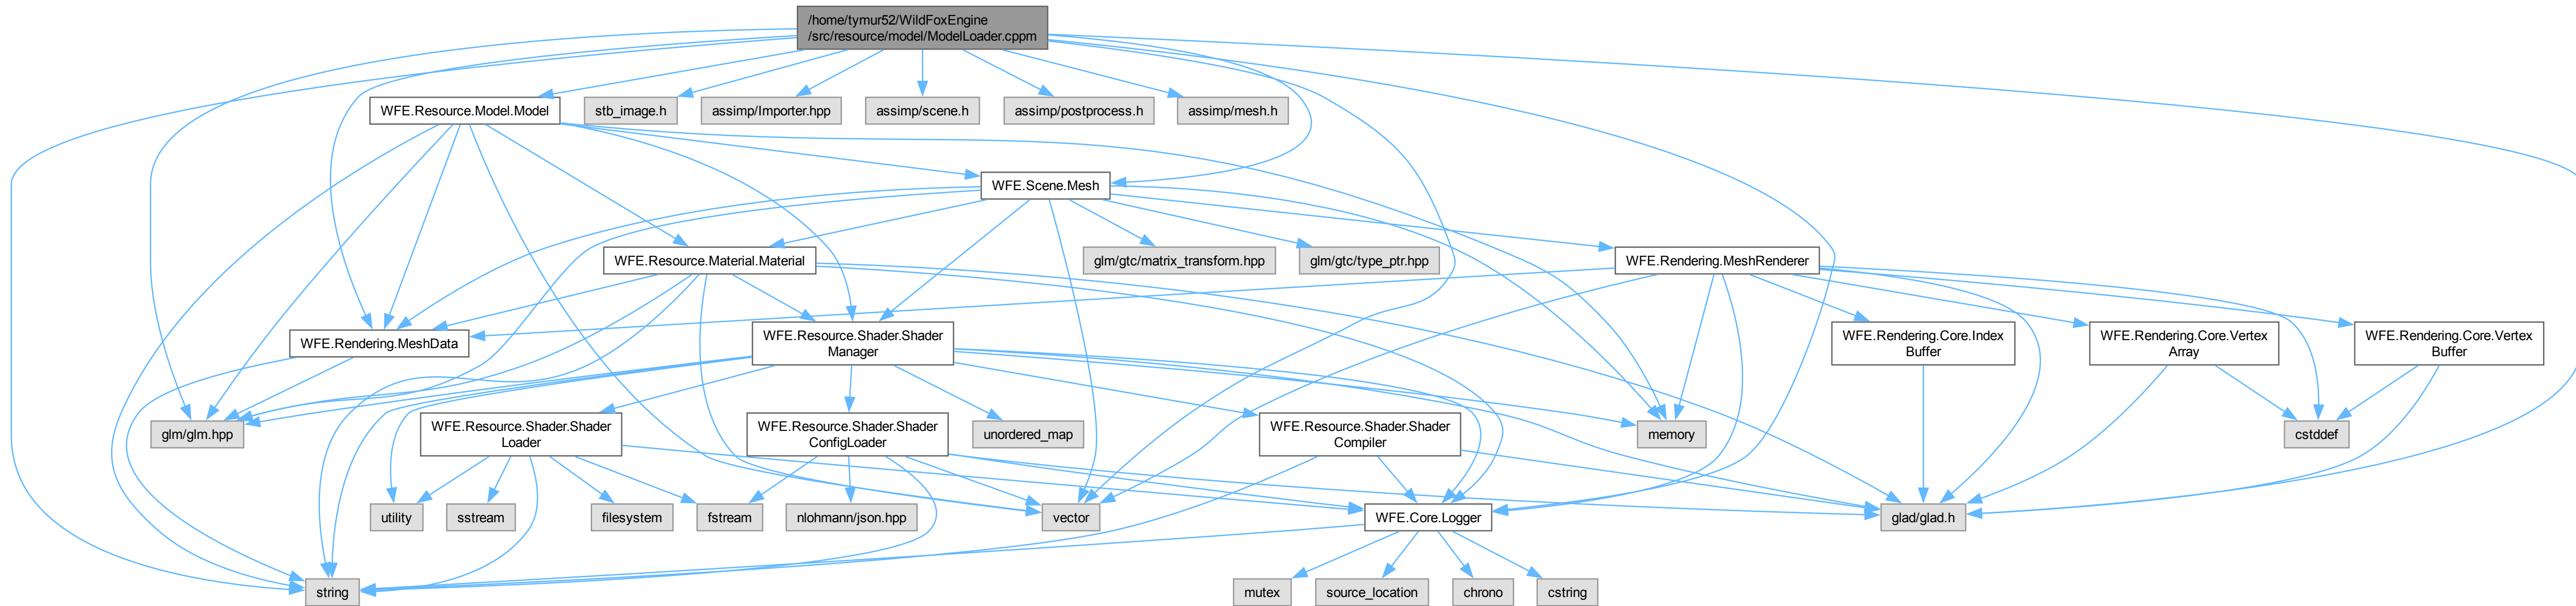 /home/tymur52/WildFoxEngine
/src/resource/model/ModelLoader.cppm
WFE.Resource.Model.Model
stb_image.h
assimp/Importer.hpp
assimp/scene.h
assimp/postprocess.h
assimp/mesh.h
WFE.Scene.Mesh
WFE.Resource.Material.Material
glm/gtc/matrix_transform.hpp
glm/gtc/type_ptr.hpp
WFE.Rendering.MeshRenderer
WFE.Rendering.MeshData
WFE.Resource.Shader.Shader
Manager
WFE.Rendering.Core.Index
Buffer
WFE.Rendering.Core.Vertex
Array
WFE.Rendering.Core.Vertex
Buffer
glm/glm.hpp
WFE.Resource.Shader.Shader
Loader
WFE.Resource.Shader.Shader
ConfigLoader
unordered_map
WFE.Resource.Shader.Shader
Compiler
memory
cstddef
utility
sstream
filesystem
fstream
nlohmann/json.hpp
vector
WFE.Core.Logger
glad/glad.h
string
mutex
source_location
chrono
cstring